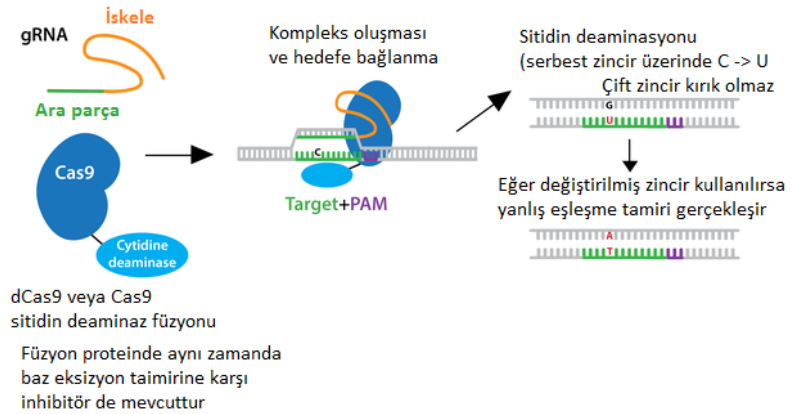 İskele
gRNA
Ara parça
Cas9
Cytidine
deaminase
dCas9 veya Cas9
sitidin deaminaz füzyonu
Füzyon proteinde aynı zamanda
baz eksizyon taimirine karşı
inhibitör de mevcuttur
Kompleks oluşması
ve hedefe bağlanma
C
Target+PAM
Sitidin deaminasyonu
(serbest zincir üzerinde C -> U
Çift zincir kırık olmaz
G
U
Eğer değiştirilmiş zincir kullanılırsa
yanlış eşleşme tamiri gerçekleşir
A
T